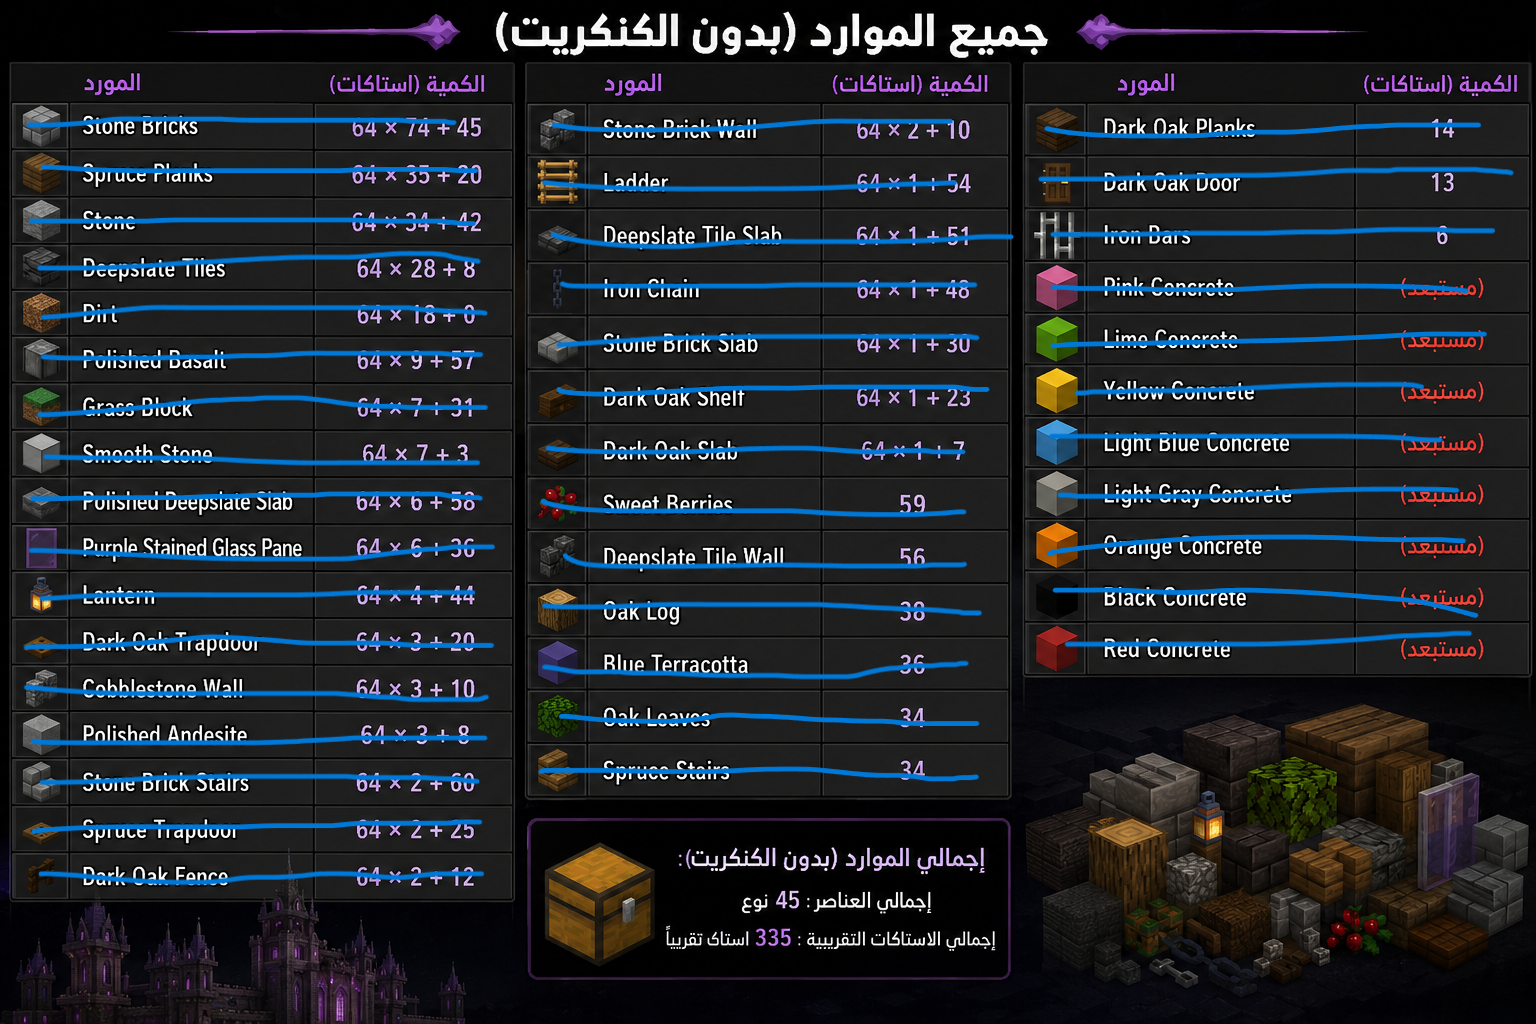 جميع الموارد (بدون الكنكريت)
المورد الكمية (استاكات)
Stone Bricks 64 × 74 + 45
Spruce Planks 64 × 35 + 20
Stone 64 × 34 + 42
Deepslate Tiles 64 × 28 + 8
Dirt 64 × 18 + 0
Polished Basalt 64 × 9 + 57
Grass Block 64 × 7 + 31
Smooth Stone 64 × 7 + 3
Polished Deepslate Slab 64 × 6 + 58
Purple Stained Glass Pane 64 × 6 + 36
Lantern 64 × 4 + 44
Dark Oak Trapdoor 64 × 3 + 20
Cobblestone Wall 64 × 3 + 10
Polished Andesite 64 × 3 + 8
Stone Brick Stairs 64 × 2 + 60
Spruce Trapdoor 64 × 2 + 25
Dark Oak Fence 64 × 2 + 12
المورد الكمية (استاكات)
Stone Brick Wall 64 × 2 + 10
Ladder 64 × 1 + 54
Deepslate Tile Slab 64 × 1 + 51
Iron Chain 64 × 1 + 48
Stone Brick Slab 64 × 1 + 30
Dark Oak Shelf 64 × 1 + 23
Dark Oak Slab 64 × 1 + 7
Sweet Berries 59
Deepslate Tile Wall 56
Oak Log 38
Blue Terracotta 36
Oak Leaves 34
Spruce Stairs 34
المورد الكمية (استاكات)
Dark Oak Planks 14
Dark Oak Door 13
Iron Bars 6
Pink Concrete (مستبعد)
Lime Concrete (مستبعد)
Yellow Concrete (مستبعد)
Light Blue Concrete (مستبعد)
Light Gray Concrete (مستبعد)
Orange Concrete (مستبعد)
Black Concrete (مستبعد)
Red Concrete (مستبعد)
إجمالي الموارد (بدون الكنكريت):
إجمالي العناصر : 45 نوع
إجمالي الاستاكات التقريبية : 335 استاك تقريباً